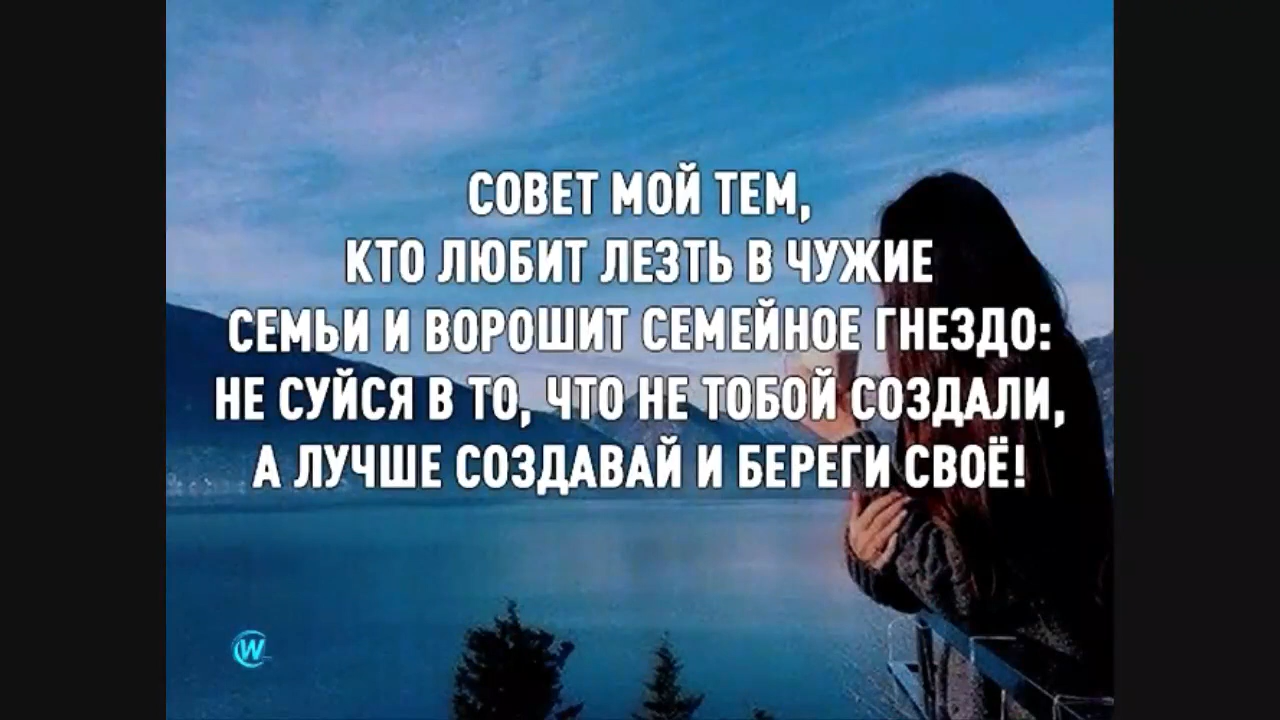 СОВЕТ МОЙ ТЕМ,
КТО ЛЮБИТ ЛЕЗТЬ В ЧУЖИЕ
СЕМЬИ И ВОРОШИТ СЕМЕЙНОЕ ГНЕЗДО:
НЕ СУЙСЯ В ТО, ЧТО НЕ ТОБОЙ СОЗДАЛИ,
А ЛУЧШЕ СОЗДАВАЙ И БЕРЕГИ СВОЁ!
W